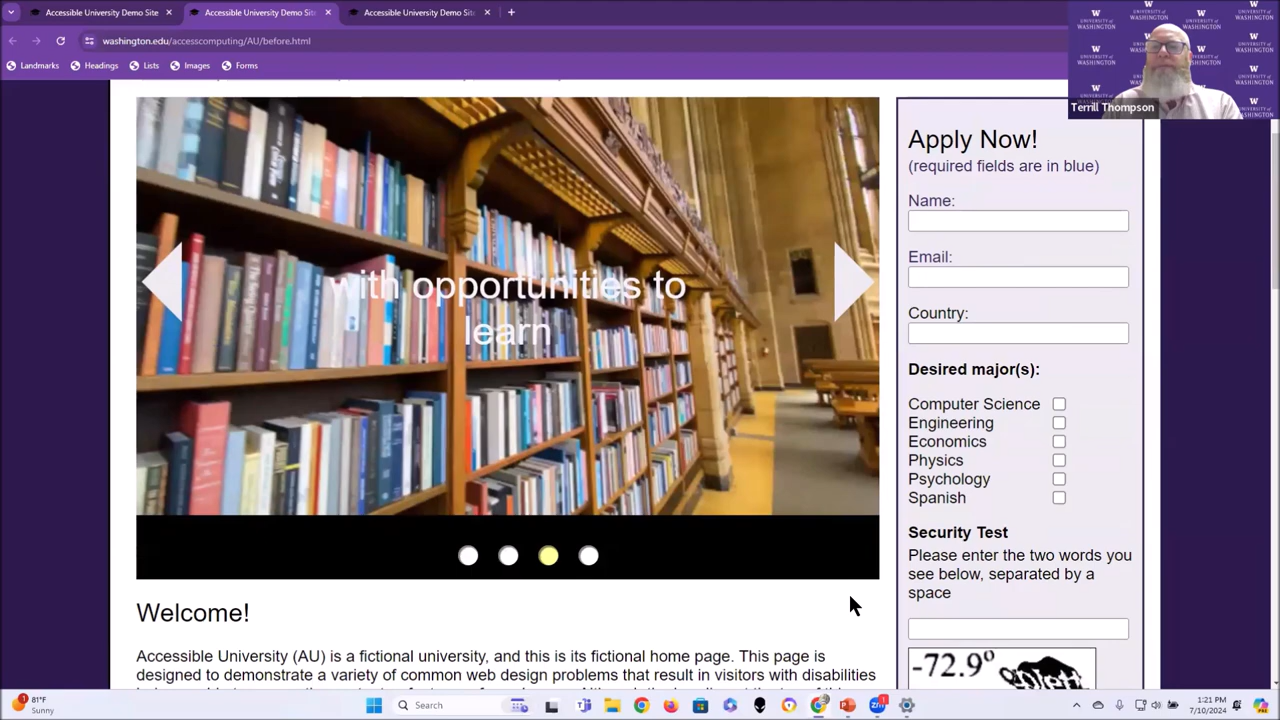 Accessible University Demo Site
Accessible University Demo Site
Accessible University Demo Site
washington.edu/accesscomputing/AU/before.html
Landmarks
Headings
Lists
Images
Forms
W
UNIVERSITY of
WASHINGTON
Terrill Thompson
with opportunities to
learn
Apply Now!
(required fields are in blue)
Name:
Email:
Country:
Desired major(s):
Computer Science
Engineering
Economics
Physics
Psychology
Spanish
Security Test
Please enter the two words you
see below, separated by a
space
-72.9º
Welcome!
Accessible University (AU) is a fictional university, and this is its fictional home page. This page is
designed to demonstrate a variety of common web design problems that result in visitors with disabilities
81°F
Sunny
Search
1:21 PM
7/10/2024